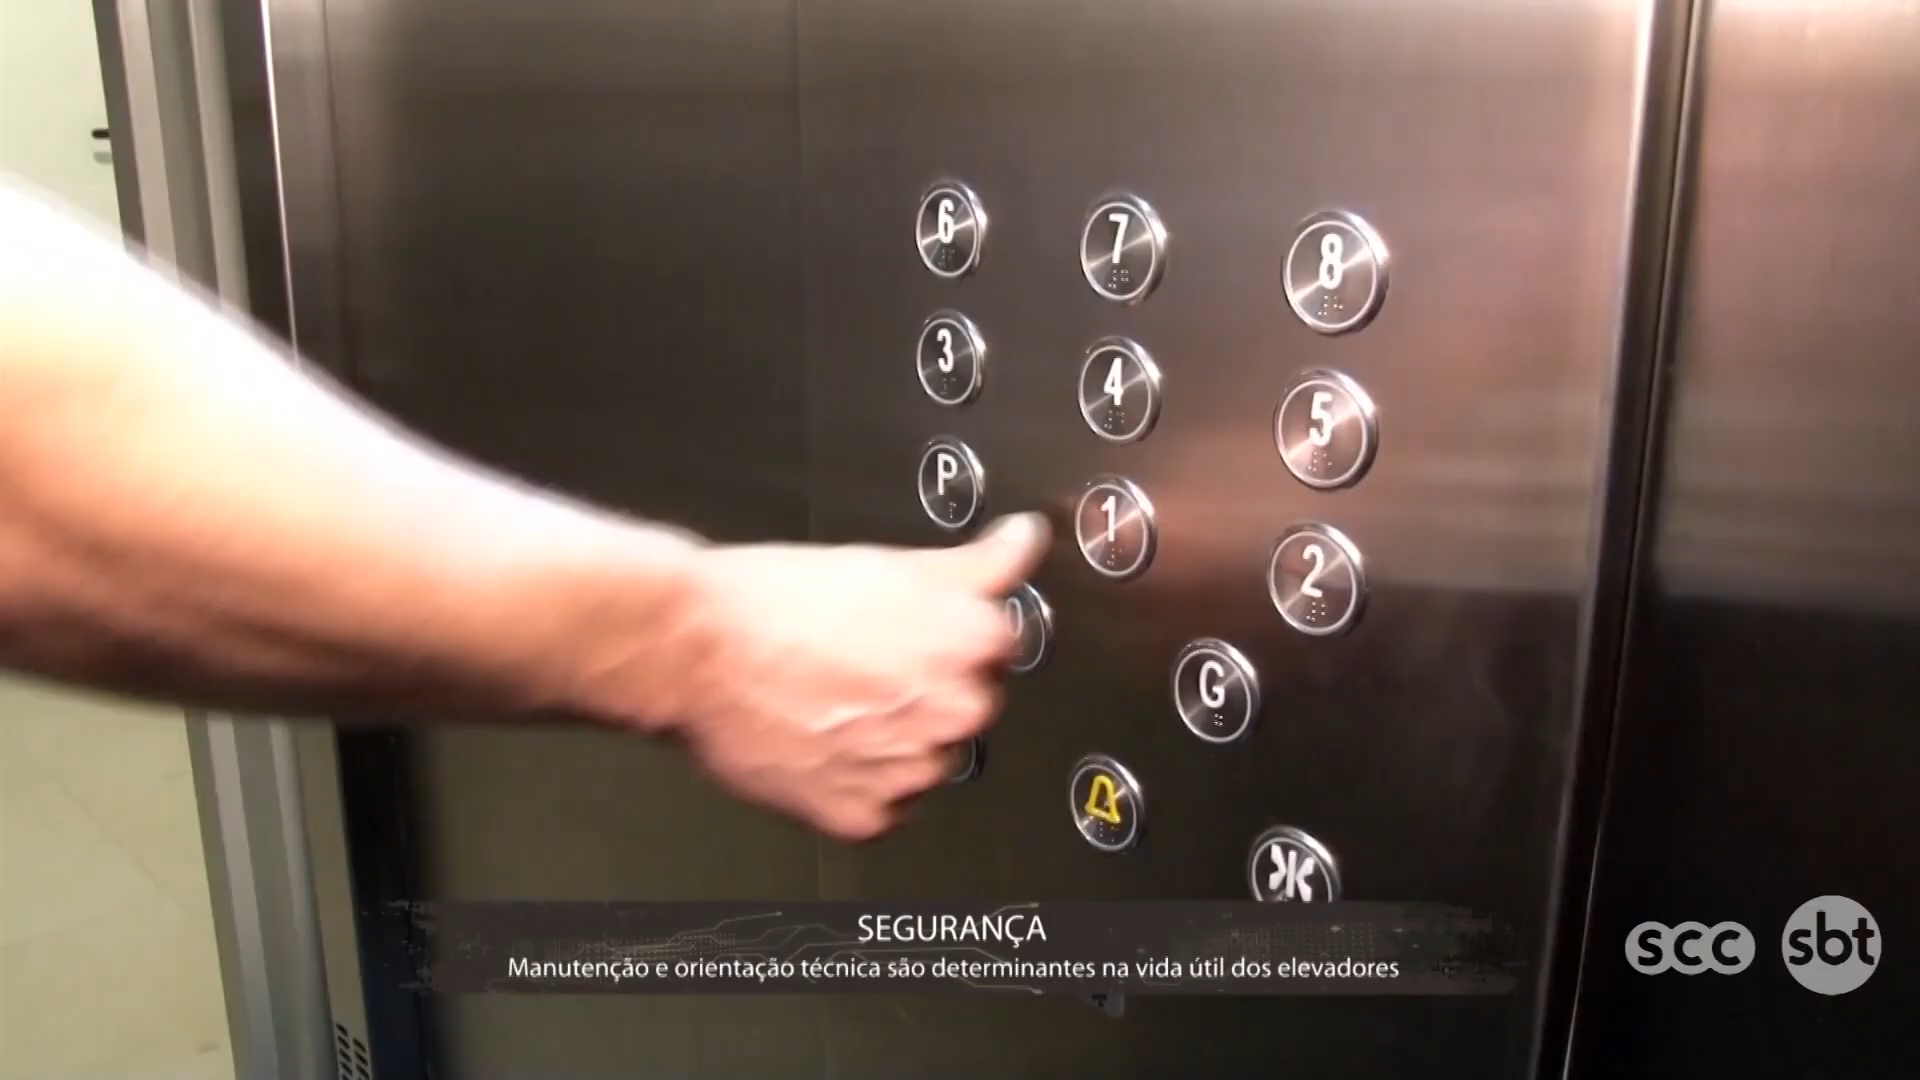 6 7 8
3 4 5
P 1 2
G
SEGURANÇA
Manutenção e orientação técnica são determinantes na vida útil dos elevadores
scc sbt